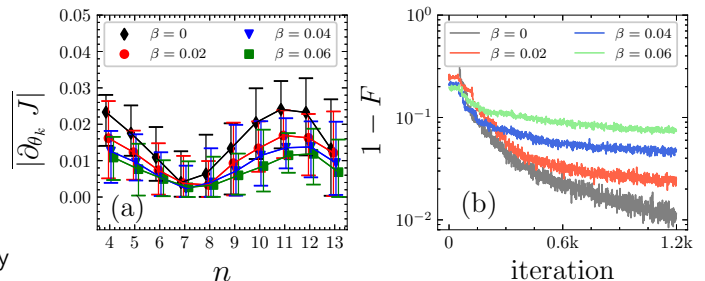 0.05
0.04
0.03
0.02
0.01
0.00
|∂θₖ J|
β = 0
β = 0.02
β = 0.04
β = 0.06
(a)
4 5 6 7 8 9 10 11 12 13
n
y
10⁰
10⁻¹
10⁻²
1 − F
β = 0
β = 0.02
β = 0.04
β = 0.06
(b)
0 0.6k 1.2k
iteration